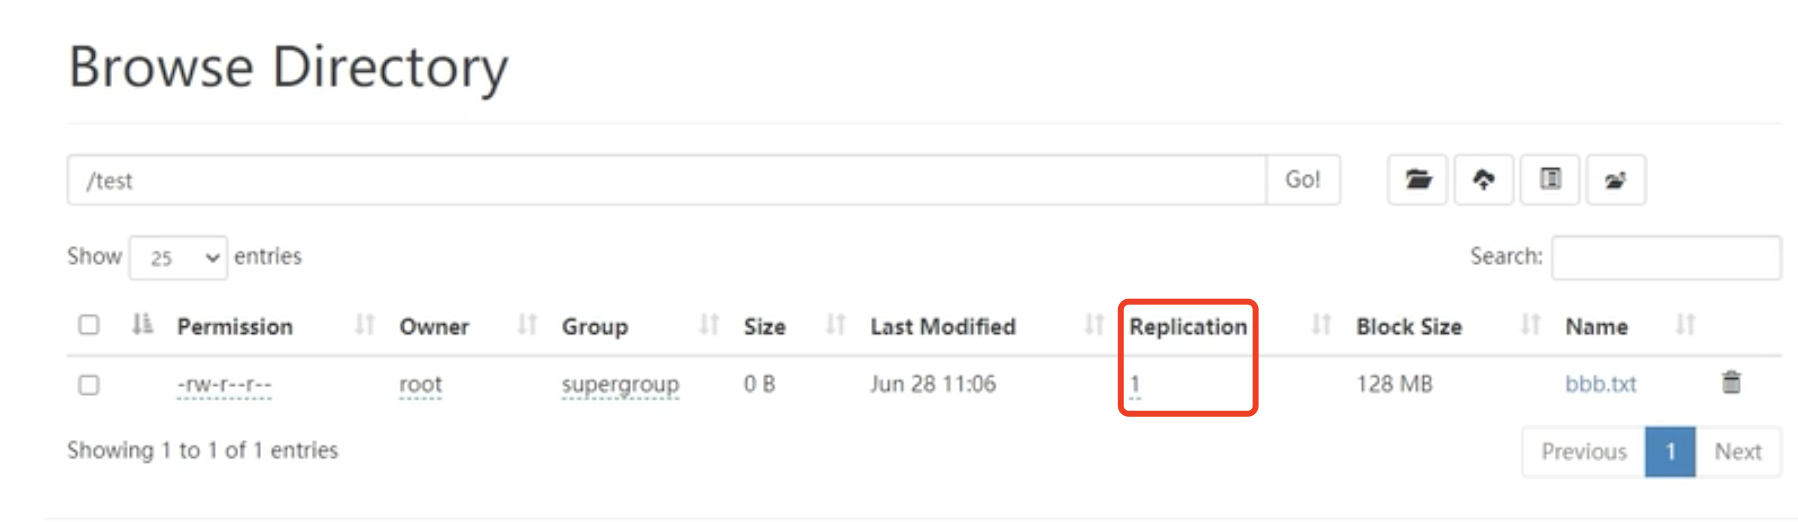 Browse Directory
/test Go!
Show 25 entries Search:
Permission Owner Group Size Last Modified Replication Block Size Name
-rw-r--r-- root supergroup 0 B Jun 28 11:06 1 128 MB bbb.txt
Showing 1 to 1 of 1 entries Previous 1 Next